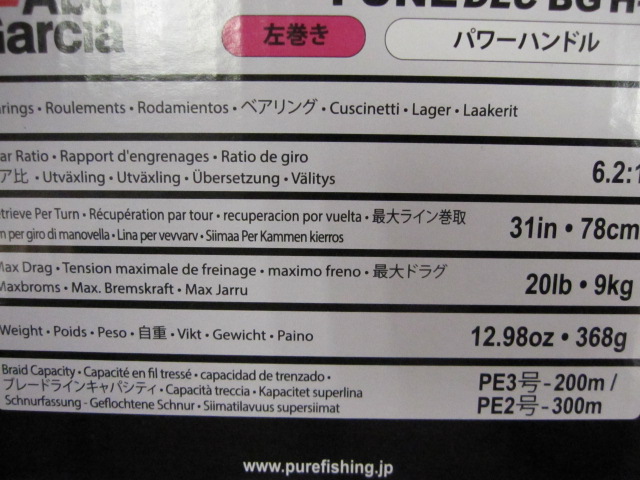 Garcia
左巻き
パワーハンドル
rings • Roulements • Rodamientos • ベアリング • Cuscinetti • Lager • Laakerit
ar Ratio • Rapport d'engrenages • Ratio de giro
ア比 • Utväxling • Utväxling • Übersetzung • Välitys
6.2:1
etrieve Per Turn • Récupération par tour • recuperacion por vuelta • 最大ライン巻取
m per giro di manovella • Lina per vevvarv • Siimaa Per Kammen kierros
31in • 78cm
Max Drag • Tension maximale de freinage • maximo freno • 最大ドラグ
Maxbroms • Max. Bremskraft • Max Jarru
20lb • 9kg
Weight • Poids • Peso • 自重 • Vikt • Gewicht • Paino
12.98oz • 368g
Braid Capacity • Capacité en fil tressé • capacidad de trenzado •
ブレードラインキャパシティ • Capacità treccia • Kapacitet superlina
Schnurfassung - Geflochtene Schnur • Siimatilavuus supersiimat
PE3号-200m /
PE2号-300m
www.purefishing.jp